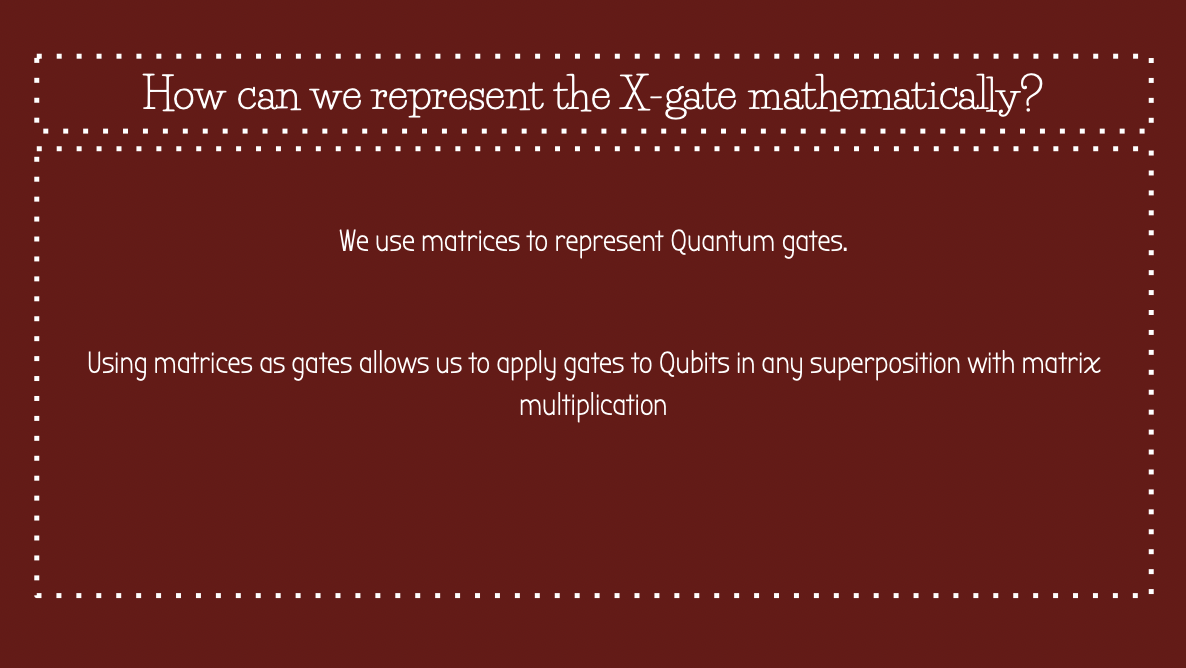 How can we represent the X-gate mathematically?
We use matrices to represent Quantum gates.
Using matrices as gates allows us to apply gates to Qubits in any superposition with matrix
multiplication